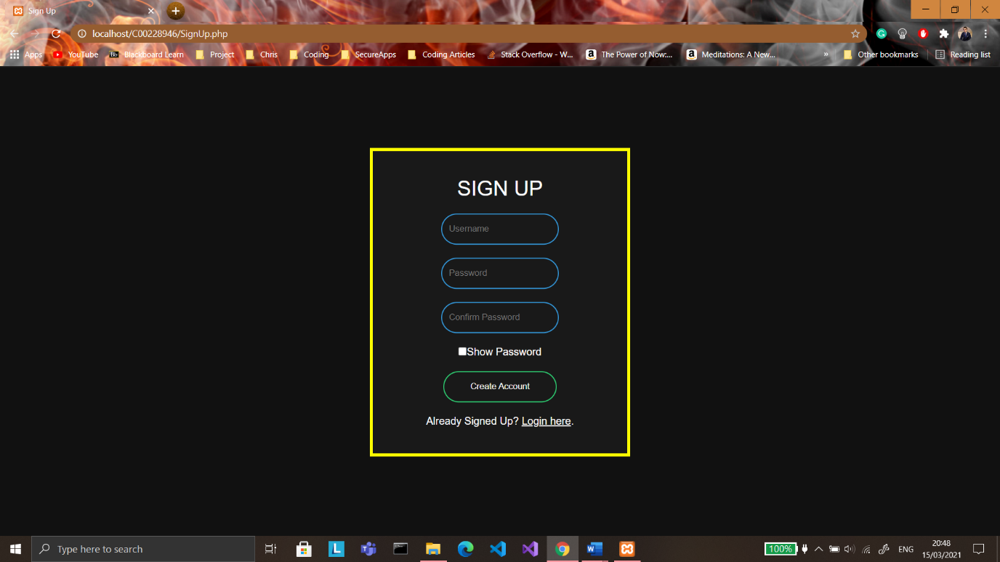 Sign Up
localhost/C00228946/SignUp.php
Apps YouTube Bb Blackboard Learn Project Chris Coding SecureApps Coding Articles Stack Overflow - W... a The Power of Now:... a Meditations: A New... » Other bookmarks Reading list
SIGN UP
Username
Password
Confirm Password
Show Password
Create Account
Already Signed Up? Login here.
Type here to search
L
W
100%
ENG
20:48
15/03/2021